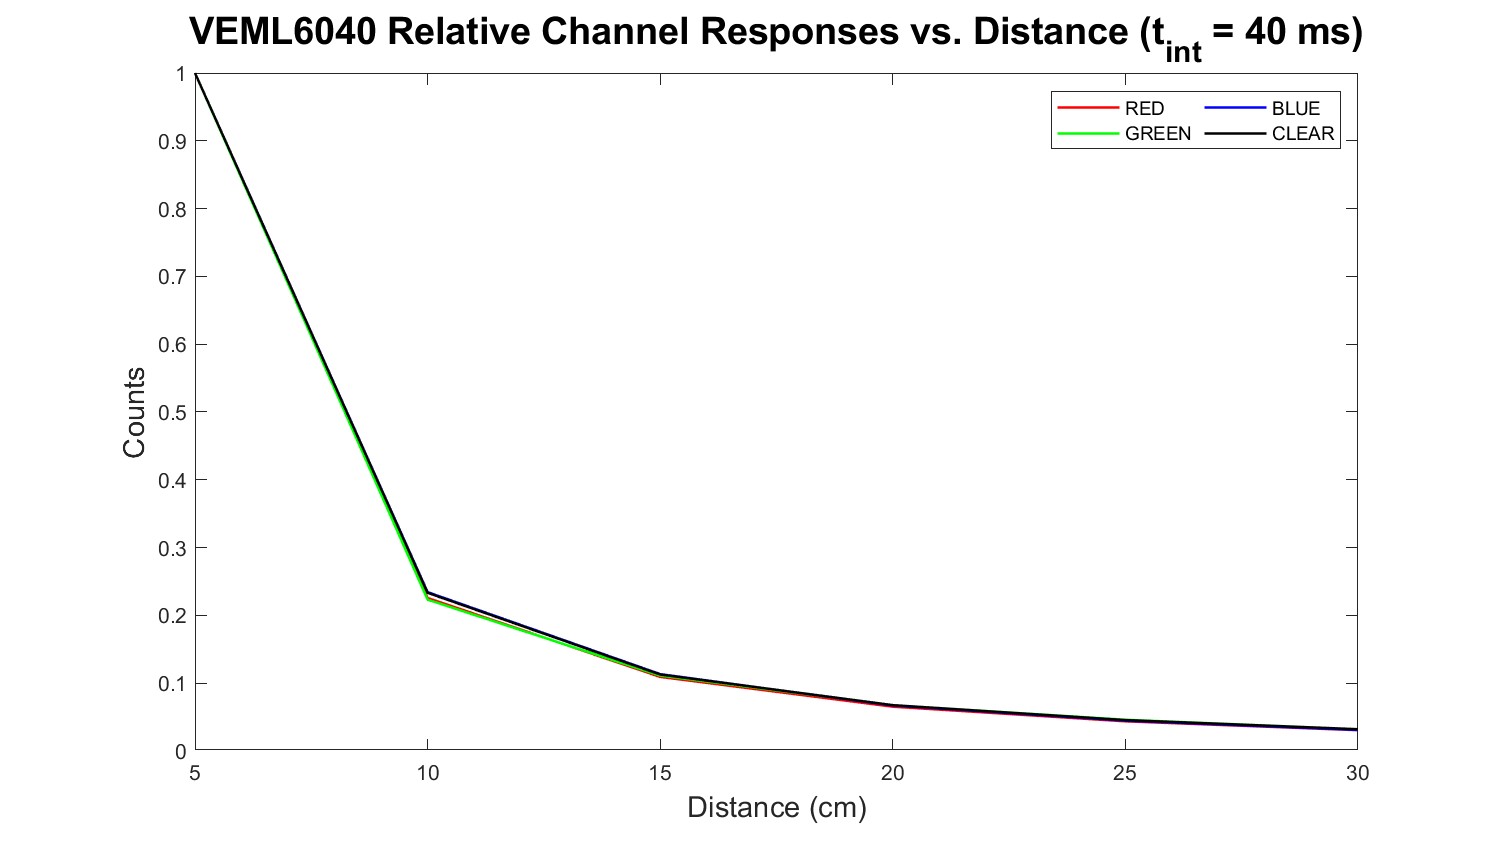 VEML6040 Relative Channel Responses vs. Distance (t_int = 40 ms)
RED BLUE
GREEN CLEAR
1
0.9
0.8
0.7
0.6
0.5
0.4
0.3
0.2
0.1
0
Counts
5 10 15 20 25 30
Distance (cm)